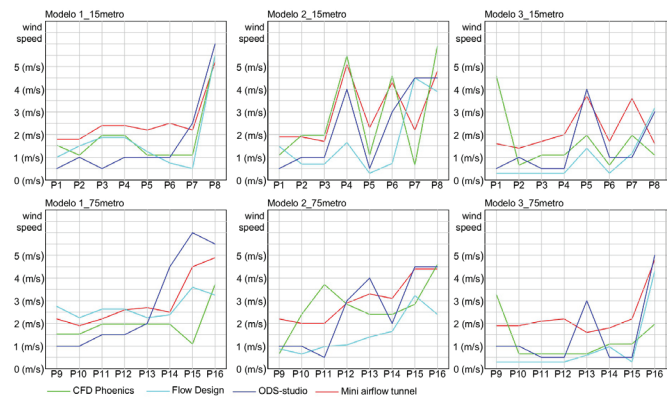 Modelo 1_15metro
wind
speed
5 (m/s)
4 (m/s)
3 (m/s)
2 (m/s)
1 (m/s)
0 (m/s)
P1 P2 P3 P4 P5 P6 P7 P8
Modelo 2_15metro
wind
speed
5 (m/s)
4 (m/s)
3 (m/s)
2 (m/s)
1 (m/s)
0 (m/s)
P1 P2 P3 P4 P5 P6 P7 P8
Modelo 3_15metro
wind
speed
5 (m/s)
4 (m/s)
3 (m/s)
2 (m/s)
1 (m/s)
0 (m/s)
P1 P2 P3 P4 P5 P6 P7 P8
Modelo 1_75metro
wind
speed
5 (m/s)
4 (m/s)
3 (m/s)
2 (m/s)
1 (m/s)
0 (m/s)
P9 P10 P11 P12 P13 P14 P15 P16
Modelo 2_75metro
wind
speed
5 (m/s)
4 (m/s)
3 (m/s)
2 (m/s)
1 (m/s)
0 (m/s)
P9 P10 P11 P12 P13 P14 P15 P16
Modelo 3_75metro
wind
speed
5 (m/s)
4 (m/s)
3 (m/s)
2 (m/s)
1 (m/s)
0 (m/s)
P9 P10 P11 P12 P13 P14 P15 P16
CFD Phoenics Flow Design ODS-studio Mini airflow tunnel